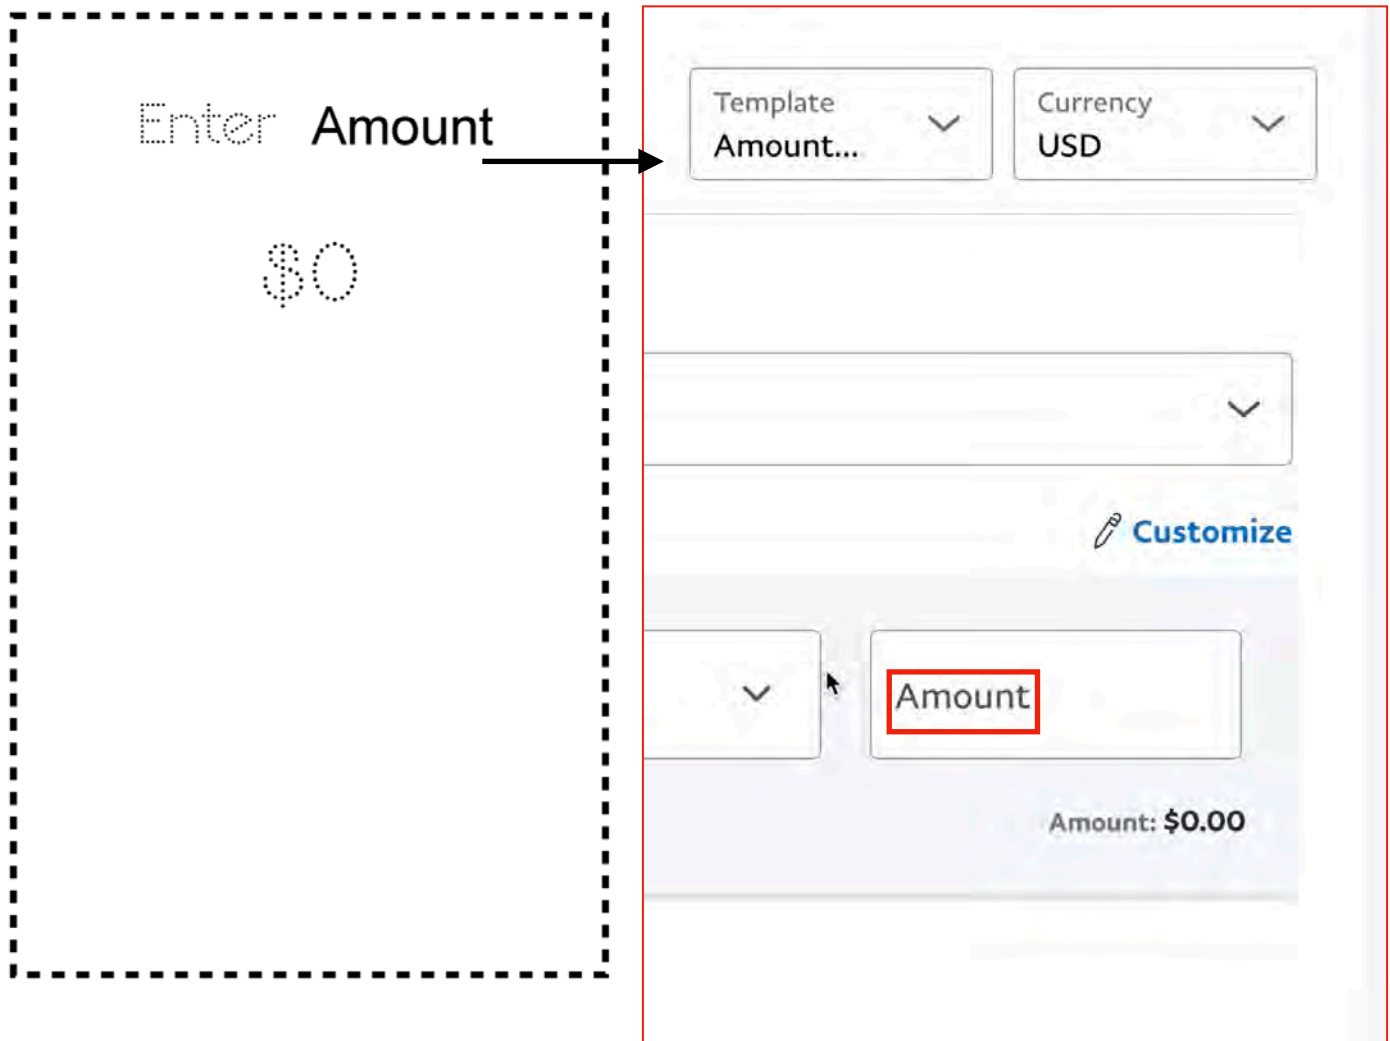 Enter Amount
$0
Template
Amount...
Currency
USD
Customize
Amount
Amount: $0.00